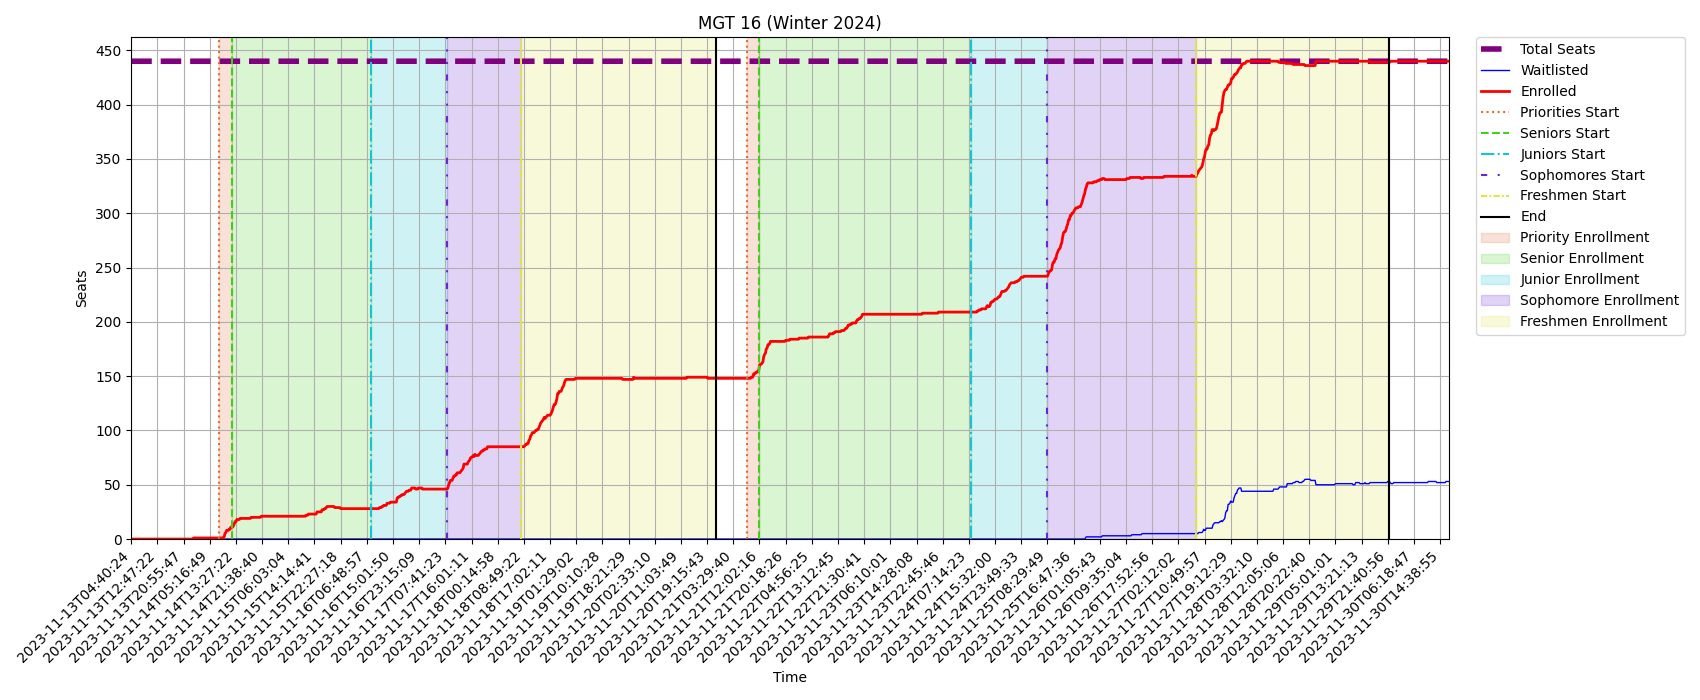 MGT 16 (Winter 2024)
Seats
450
400
350
300
250
200
150
100
50
0
2023-11-13T04:40:24
2023-11-13T12:47:22
2023-11-13T20:55:47
2023-11-14T05:16:49
2023-11-14T13:27:22
2023-11-14T21:38:40
2023-11-15T06:03:04
2023-11-15T14:14:41
2023-11-15T22:27:18
2023-11-16T06:48:57
2023-11-16T15:01:50
2023-11-16T23:15:09
2023-11-17T07:41:23
2023-11-17T16:01:11
2023-11-18T00:14:58
2023-11-18T08:49:22
2023-11-18T17:02:11
2023-11-19T01:29:02
2023-11-19T10:10:28
2023-11-19T18:21:29
2023-11-20T02:33:10
2023-11-20T11:03:49
2023-11-20T19:15:43
2023-11-21T03:29:40
2023-11-21T12:02:16
2023-11-21T20:18:26
2023-11-22T04:56:25
2023-11-22T13:12:45
2023-11-22T21:30:41
2023-11-23T06:10:01
2023-11-23T14:28:08
2023-11-23T22:45:46
2023-11-24T07:14:23
2023-11-24T15:32:00
2023-11-24T23:49:33
2023-11-25T08:29:49
2023-11-25T16:47:36
2023-11-26T01:05:43
2023-11-26T09:35:04
2023-11-26T17:52:56
2023-11-27T02:12:02
2023-11-27T10:49:57
2023-11-27T19:12:29
2023-11-28T03:32:10
2023-11-28T12:05:06
2023-11-28T20:22:40
2023-11-29T05:01:01
2023-11-29T13:21:13
2023-11-29T21:40:56
2023-11-30T06:18:47
2023-11-30T14:38:55
Time
Total Seats
Waitlisted
Enrolled
Priorities Start
Seniors Start
Juniors Start
Sophomores Start
Freshmen Start
End
Priority Enrollment
Senior Enrollment
Junior Enrollment
Sophomore Enrollment
Freshmen Enrollment